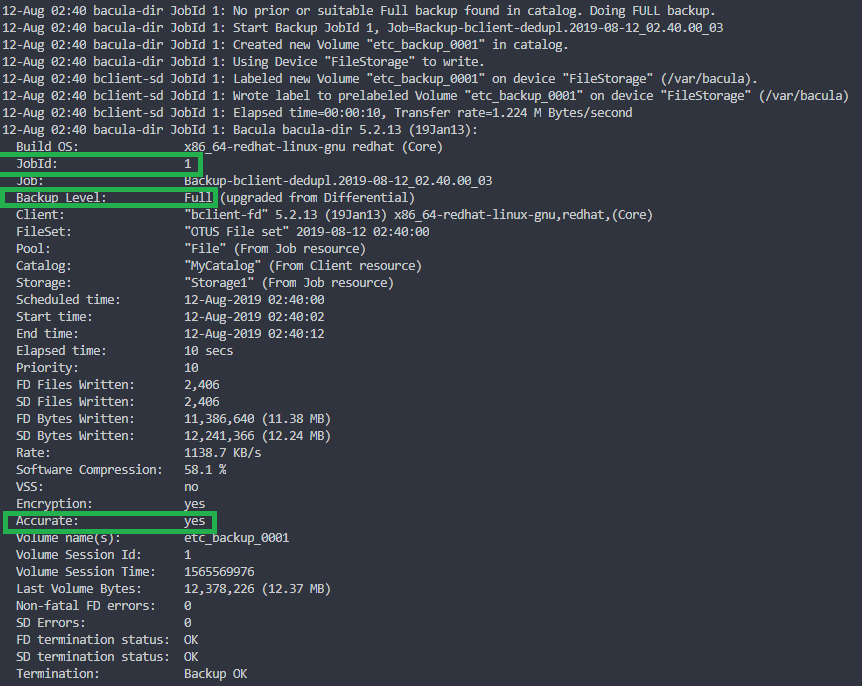 12-Aug 02:40 bacula-dir JobId 1: No prior or suitable Full backup found in catalog. Doing FULL backup.
12-Aug 02:40 bacula-dir JobId 1: Start Backup JobId 1, Job=Backup-bclient-dedupl.2019-08-12_02.40.00_03
12-Aug 02:40 bacula-dir JobId 1: Created new Volume "etc_backup_0001" in catalog.
12-Aug 02:40 bacula-dir JobId 1: Using Device "FileStorage" to write.
12-Aug 02:40 bclient-sd JobId 1: Labeled new Volume "etc_backup_0001" on device "FileStorage" (/var/bacula).
12-Aug 02:40 bclient-sd JobId 1: Wrote label to prelabeled Volume "etc_backup_0001" on device "FileStorage" (/var/bacula)
12-Aug 02:40 bclient-sd JobId 1: Elapsed time=00:00:10, Transfer rate=1.224 M Bytes/second
12-Aug 02:40 bacula-dir JobId 1: Bacula bacula-dir 5.2.13 (19Jan13):
Build OS: x86_64-redhat-linux-gnu redhat (Core)
JobId: 1
Job: Backup-bclient-dedupl.2019-08-12_02.40.00_03
Backup Level: Full (upgraded from Differential)
Client: "bclient-fd" 5.2.13 (19Jan13) x86_64-redhat-linux-gnu,redhat,(Core)
FileSet: "OTUS File set" 2019-08-12 02:40:00
Pool: "File" (From Job resource)
Catalog: "MyCatalog" (From Client resource)
Storage: "Storage1" (From Job resource)
Scheduled time: 12-Aug-2019 02:40:00
Start time: 12-Aug-2019 02:40:02
End time: 12-Aug-2019 02:40:12
Elapsed time: 10 secs
Priority: 10
FD Files Written: 2,406
SD Files Written: 2,406
FD Bytes Written: 11,386,640 (11.38 MB)
SD Bytes Written: 12,241,366 (12.24 MB)
Rate: 1138.7 KB/s
Software Compression: 58.1 %
VSS: no
Encryption: yes
Accurate: yes
Volume name(s): etc_backup_0001
Volume Session Id: 1
Volume Session Time: 1565569976
Last Volume Bytes: 12,378,226 (12.37 MB)
Non-fatal FD errors: 0
SD Errors: 0
FD termination status: OK
SD termination status: OK
Termination: Backup OK